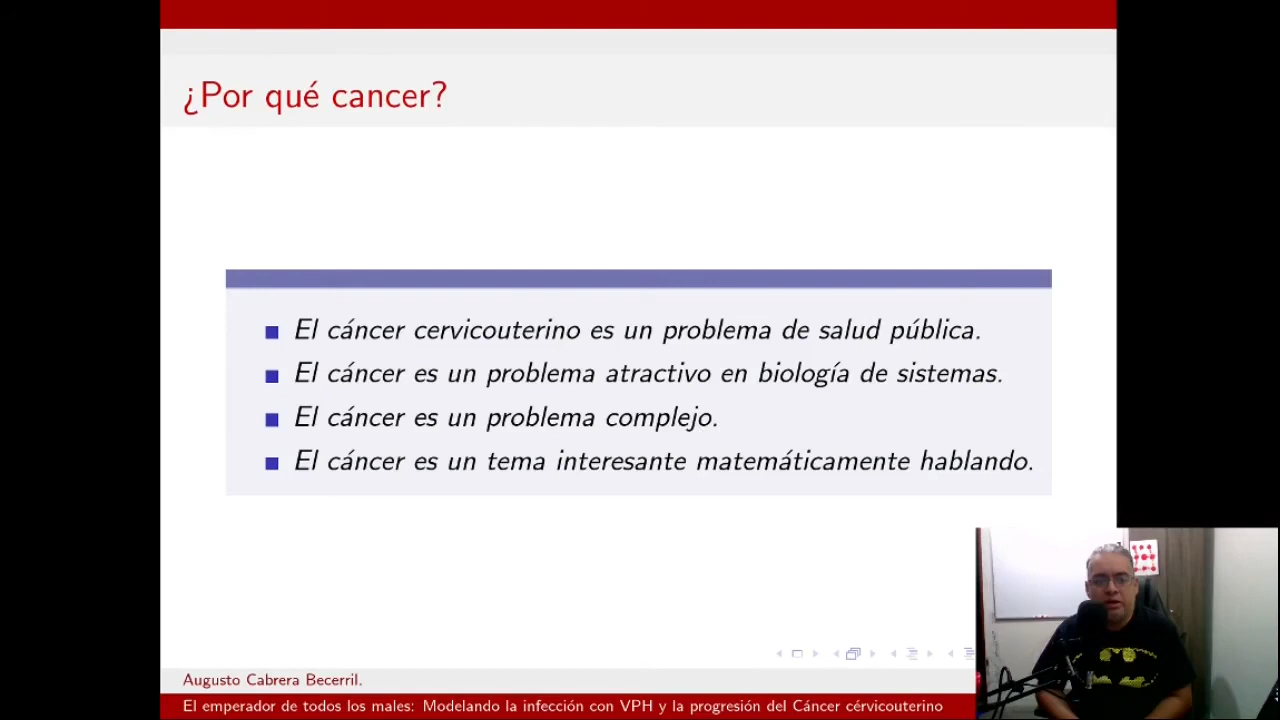 ¿Por qué cancer?
El cáncer cervicouterino es un problema de salud pública.
El cáncer es un problema atractivo en biología de sistemas.
El cáncer es un problema complejo.
El cáncer es un tema interesante matemáticamente hablando.
Augusto Cabrera Becerril.
El emperador de todos los males: Modelando la infección con VPH y la progresión del Cáncer cérvicouterino